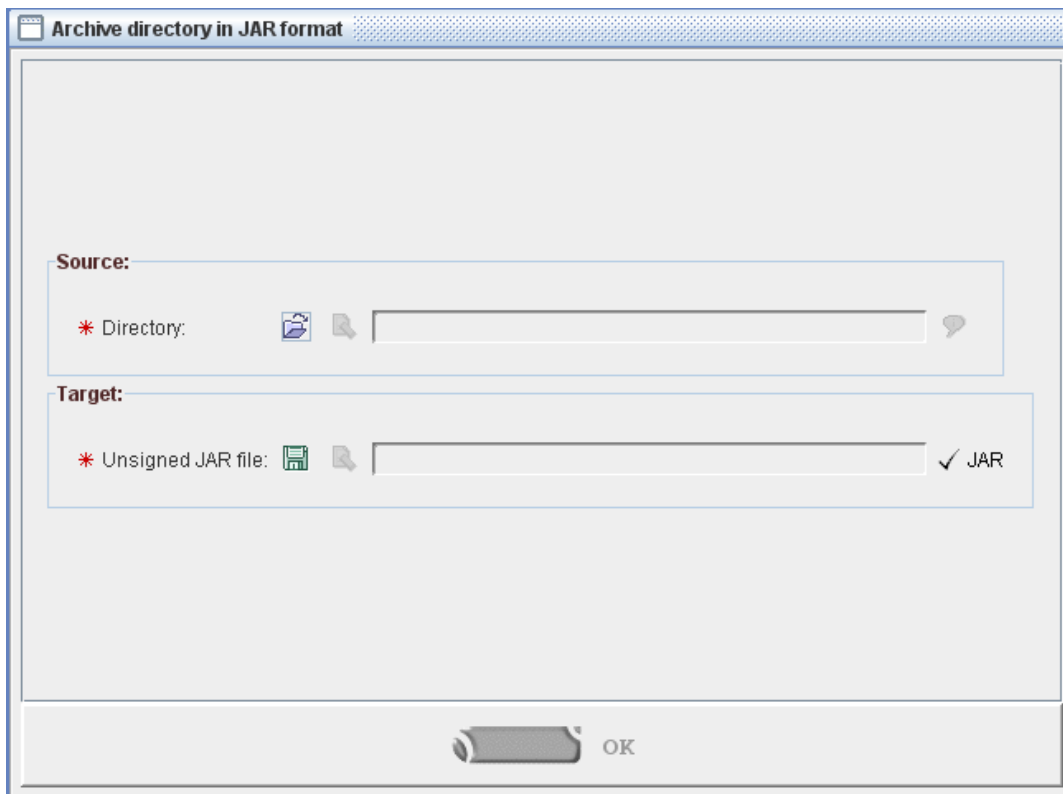 Archive directory in JAR format
Source:
* Directory:
Target:
* Unsigned JAR file: JAR
OK